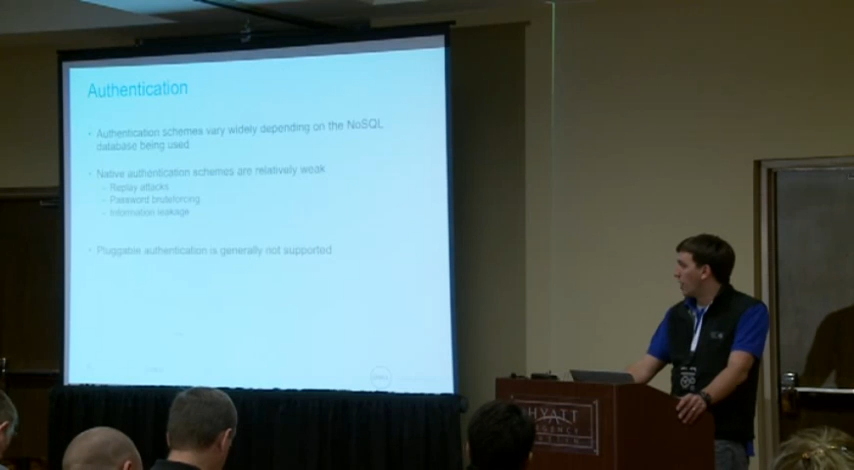 Authentication
• Authentication schemes vary widely depending on the NoSQL
database being used
• Native authentication schemes are relatively weak
– Replay attacks
– Password bruteforcing
– Information leakage
• Pluggable authentication is generally not supported
HYATT